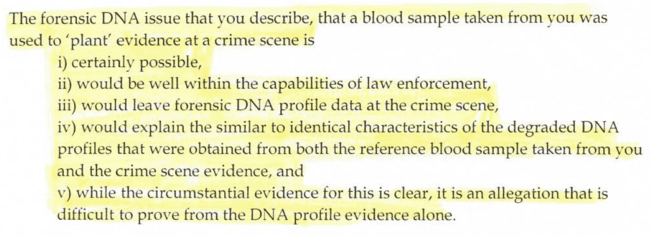 The forensic DNA issue that you describe, that a blood sample taken from you was
used to 'plant' evidence at a crime scene is
i) certainly possible,
ii) would be well within the capabilities of law enforcement,
iii) would leave forensic DNA profile data at the crime scene,
iv) would explain the similar to identical characteristics of the degraded DNA
profiles that were obtained from both the reference blood sample taken from you
and the crime scene evidence, and
v) while the circumstantial evidence for this is clear, it is an allegation that is
difficult to prove from the DNA profile evidence alone.